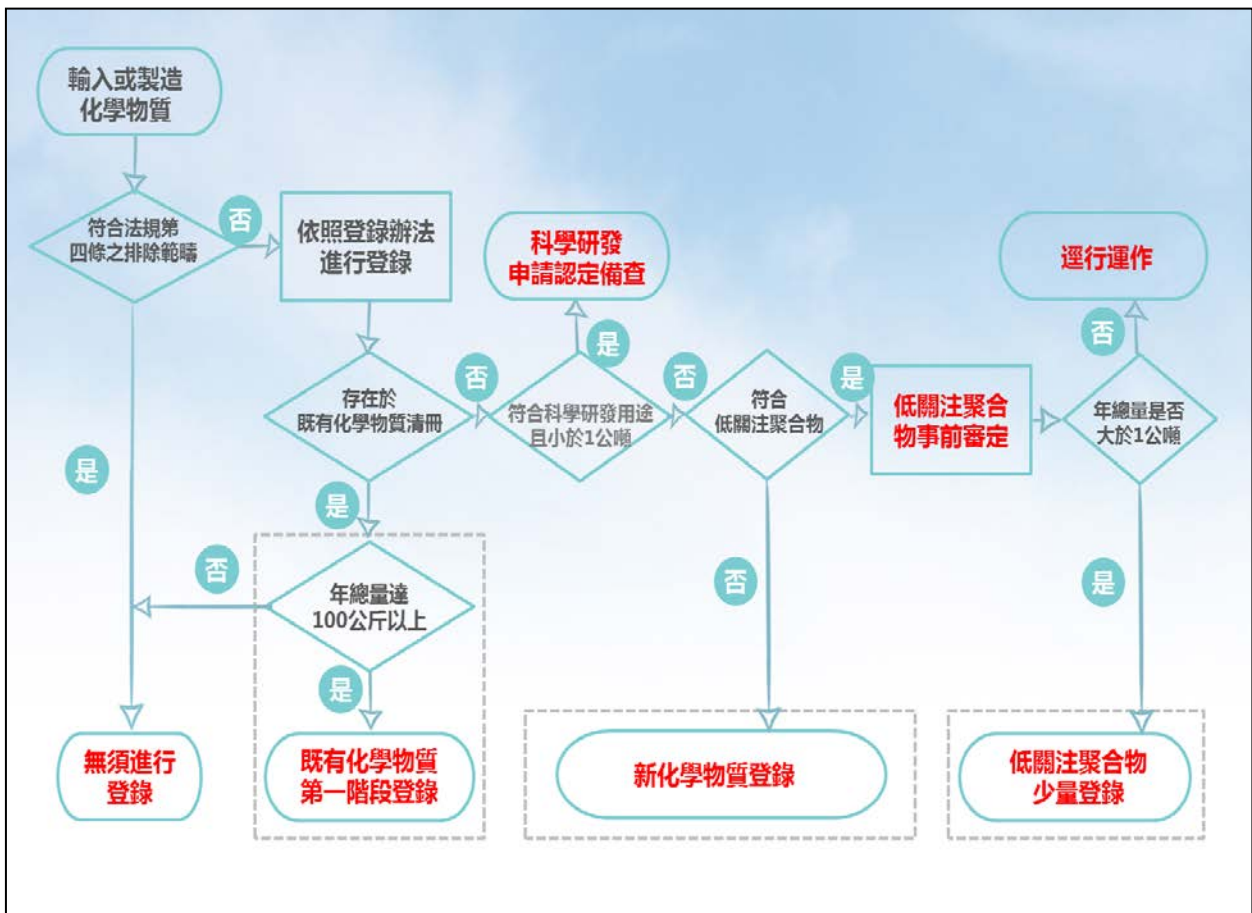 輸入或製造
化學物質
符合法規第
四條之排除範疇
否
依照登錄辦法
進行登錄
科學研發
申請認定備查
逕行運作
是
否
存在於
既有化學物質清冊
否
符合科學研發用途
且小於1公噸
否
符合
低關注聚合物
是
低關注聚合
物事前審定
年總量是否
大於1公噸
是
是
否
年總量達
100公斤以上
否
是
是
無須進行
登錄
既有化學物質
第一階段登錄
新化學物質登錄
低關注聚合物
少量登錄